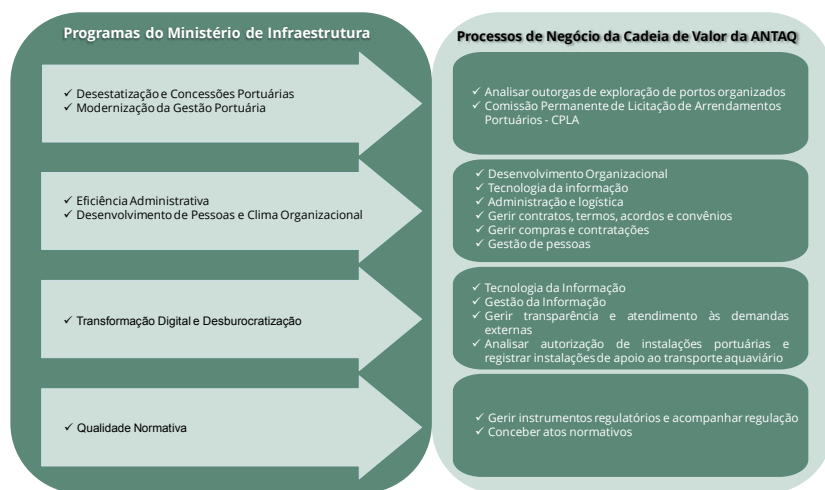 Programas do Ministério de Infraestrutura
✓ Desestatização e Concessões Portuárias
✓ Modernização da Gestão Portuária
✓ Eficiência Administrativa
✓ Desenvolvimento de Pessoas e Clima Organizacional
✓ Transformação Digital e Desburocratização
✓ Qualidade Normativa
Processos de Negócio da Cadeia de Valor da ANTAQ
✓ Analisar outorgas de exploração de portos organizados
✓ Comissão Permanente de Licitação de Arrendamentos
Portuários - CPLA
✓ Desenvolvimento Organizacional
✓ Tecnologia da informação
✓ Administração e logística
✓ Gerir contratos, termos, acordos e convênios
✓ Gerir compras e contratações
✓ Gestão de pessoas
✓ Tecnologia da Informação
✓ Gestão da Informação
✓ Gerir transparência e atendimento às demandas
externas
✓ Analisar autorização de instalações portuárias e
registrar instalações de apoio ao transporte aquaviário
✓ Gerir instrumentos regulatórios e acompanhar regulação
✓ Conceber atos normativos